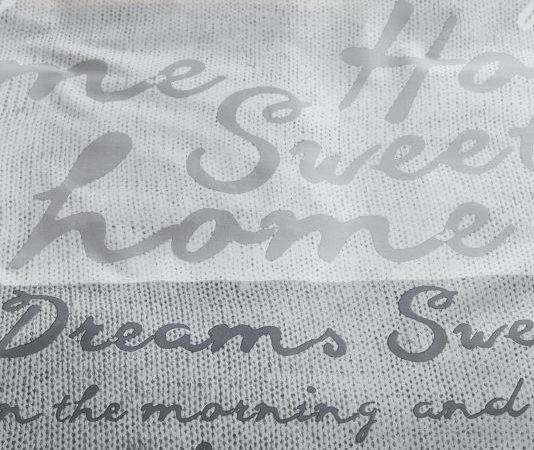 me Ho
Sweet
home
Dreams Swe
n the morning and